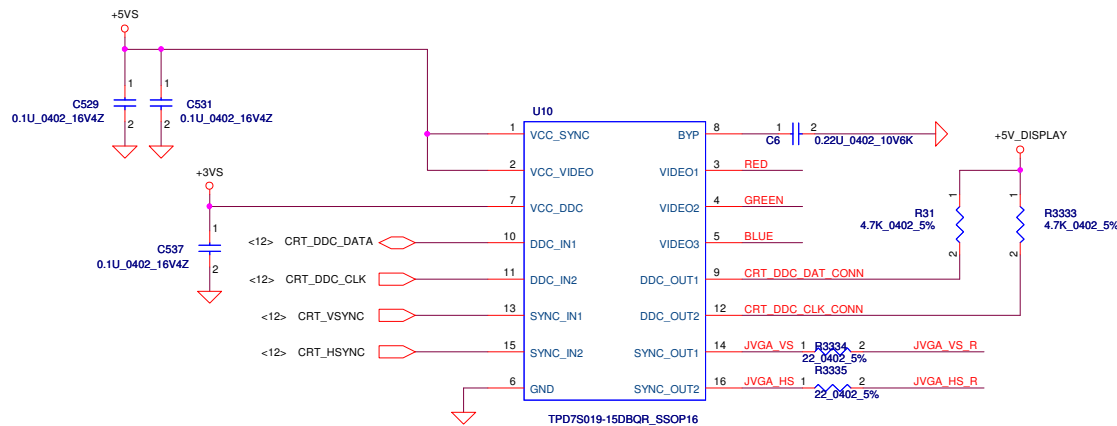 +5VS
1
1
C529
C531
0.1U_0402_16V4Z
0.1U_0402_16V4Z
2
2
+3VS
1
C537
0.1U_0402_16V4Z
2
U10
1 VCC_SYNC BYP 8
1 2
C6 0.22U_0402_10V6K
2 VCC_VIDEO VIDEO1 3 RED
7 VCC_DDC VIDEO2 4 GREEN
<12> CRT_DDC_DATA 10 DDC_IN1 VIDEO3 5 BLUE
<12> CRT_DDC_CLK 11 DDC_IN2 DDC_OUT1 9 CRT_DDC_DAT_CONN
<12> CRT_VSYNC 13 SYNC_IN1 DDC_OUT2 12 CRT_DDC_CLK_CONN
<12> CRT_HSYNC 15 SYNC_IN2 SYNC_OUT1 14 JVGA_VS 1 R3334 2 JVGA_VS_R
22_0402_5%
6 GND SYNC_OUT2 16 JVGA_HS 1 R3335 2 JVGA_HS_R
22_0402_5%
TPD7S019-15DBQR_SSOP16
+5V_DISPLAY
1
1
R31
R3333
4.7K_0402_5%
4.7K_0402_5%
2
2